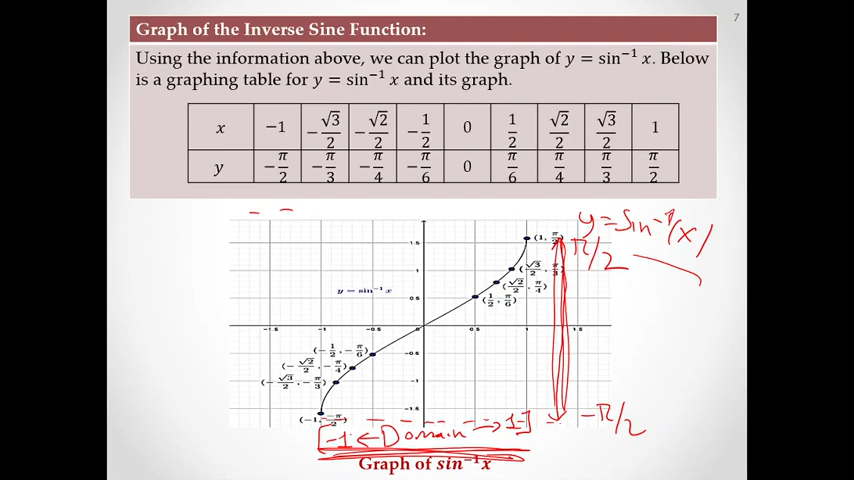 7
Graph of the Inverse Sine Function:
Using the information above, we can plot the graph of y = sin⁻¹ x. Below
is a graphing table for y = sin⁻¹ x and its graph.
x −1 −√3/2 −√2/2 −1/2 0 1/2 √2/2 √3/2 1
y −π/2 −π/3 −π/4 −π/6 0 π/6 π/4 π/3 π/2
y = Sin⁻¹(x)
1.5 (1, π/2) π/2
1 (√3/2, π/3)
y = sin⁻¹ x (√2/2, π/4)
0.5 (1/2, π/6)
−1.5 −1 −0.5 0 0.5 1 1.5
(−1/2, −π/6) −0.5
(−√2/2, −π/4)
(−√3/2, −π/3) −1
−1.5
(−1, −π/2) −π/2
[−1 ← Domain → 1]
Graph of sin⁻¹x